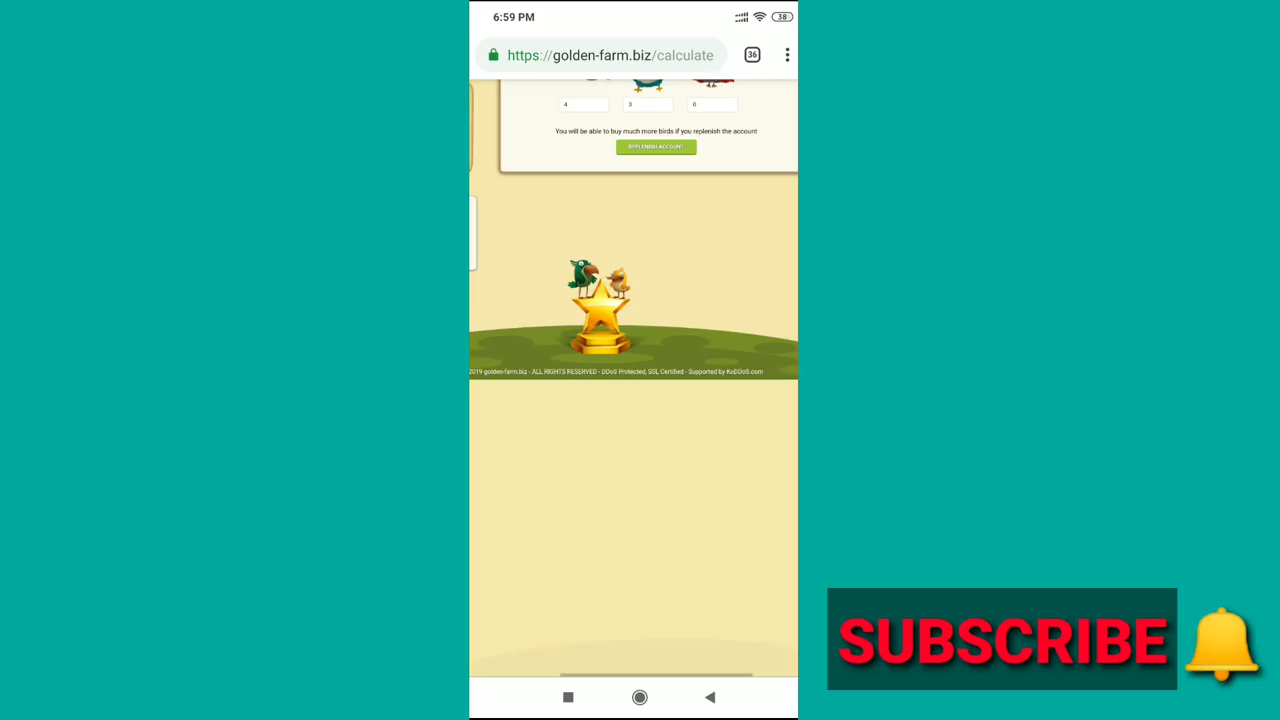 6:59 PM
38
https://golden-farm.biz/calculate
36
4
3
0
You will be able to buy much more birds if you replenish the account
REPLENISH ACCOUNT
2019 golden-farm.biz - ALL RIGHTS RESERVED - DDoS Protected, SSL Certified - Supported by KoDDoS.com
SUBSCRIBE